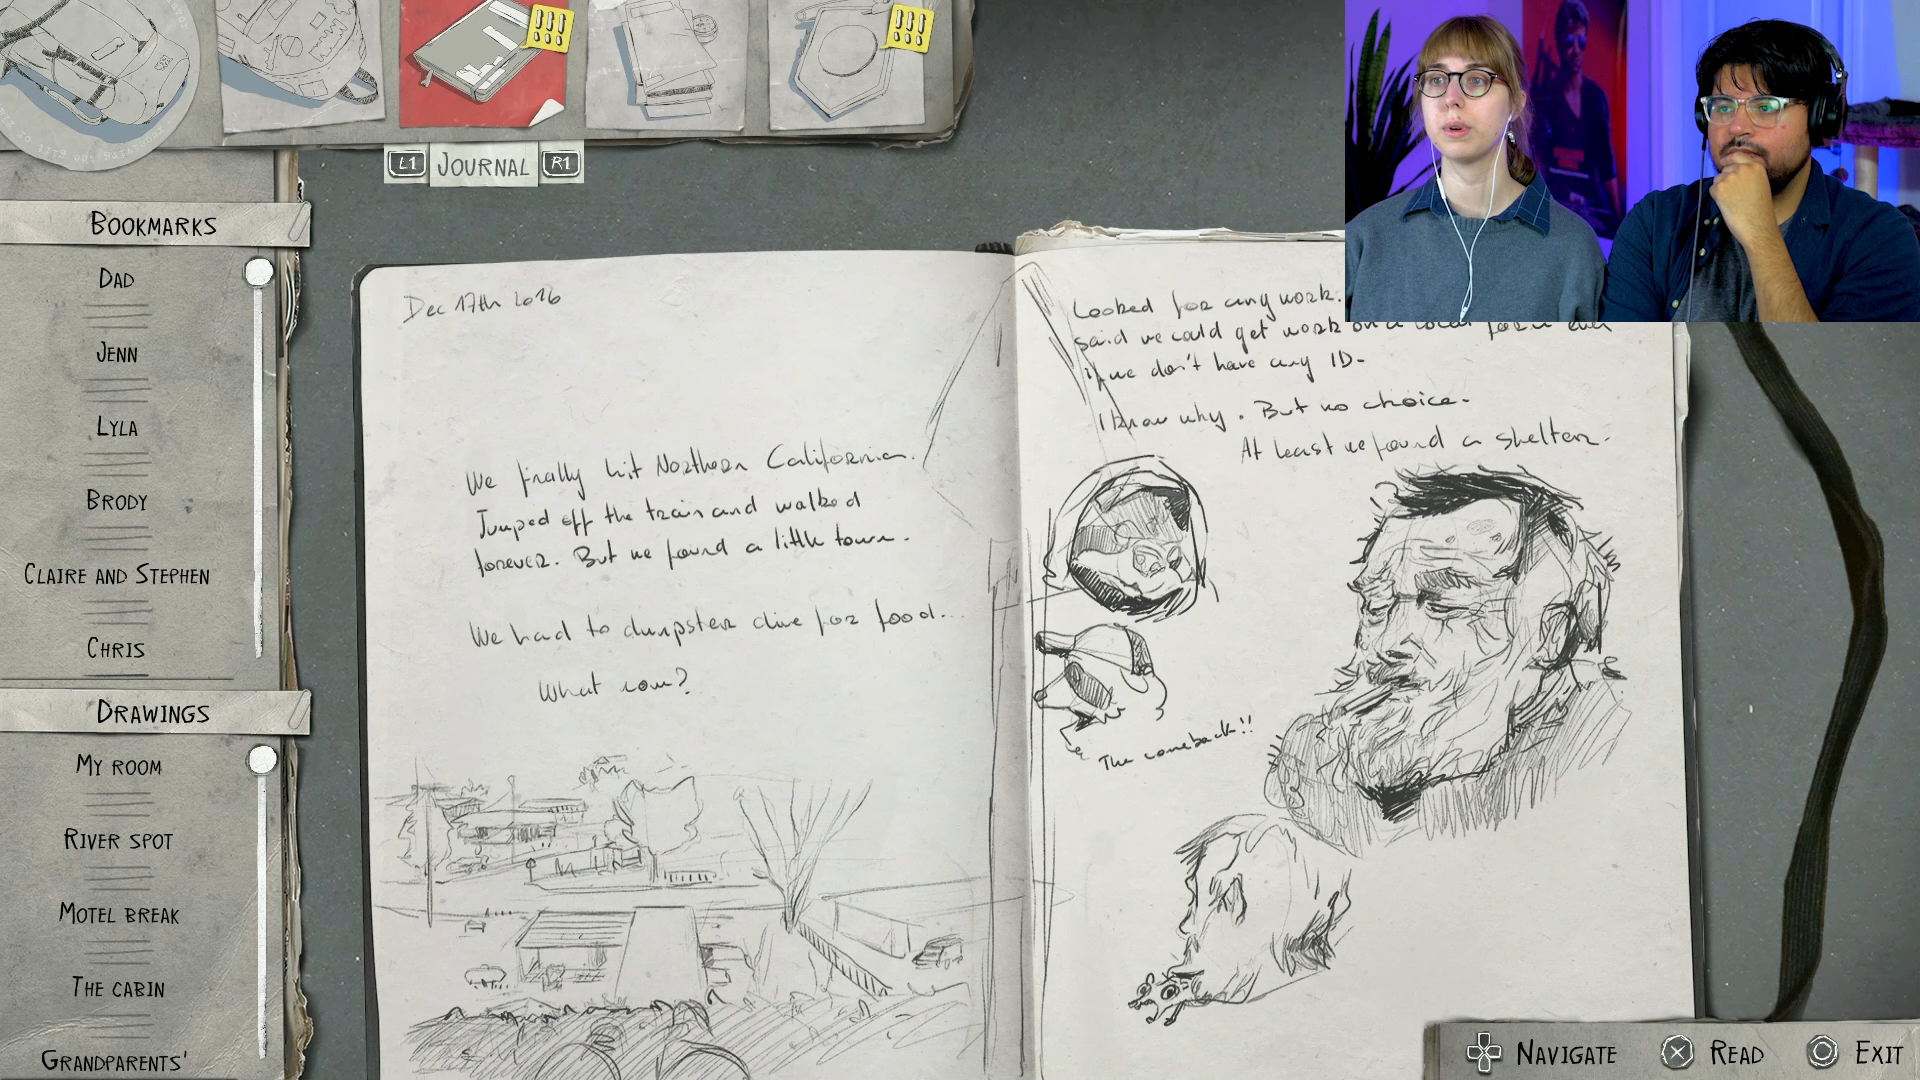 L1 JOURNAL R1
BOOKMARKS
DAD
JENN
LYLA
BRODY
CLAIRE AND STEPHEN
CHRIS
DRAWINGS
MY ROOM
RIVER SPOT
MOTEL BREAK
THE CABIN
GRANDPARENTS'
Dec 17th 2016
We finally hit Northern California.
Jumped off the train and walked
forever. But we found a little town.
We had to dumpster dive for food...
What now?
Looked for any work.
said we could get work on a local farm even
if we don't have any ID.
I know why. But no choice.
At least we found a shelter.
The comeback!!
NAVIGATE READ EXIT